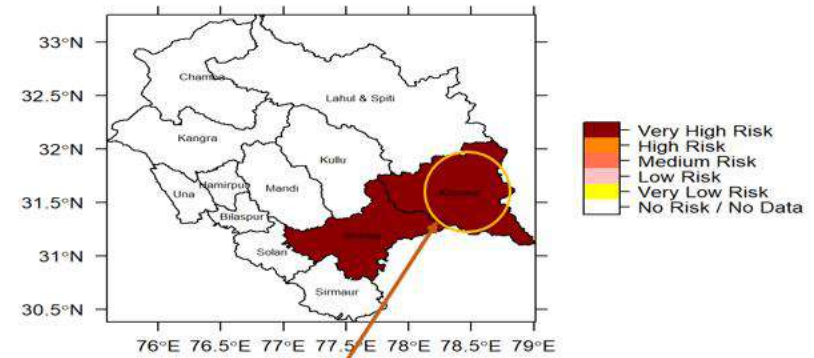 33°N
32.5°N
32°N
31.5°N
31°N
30.5°N
Chamba
Lahul & Spiti
Kangra
Kullu
Una
Hamirpur
Mandi
Bilaspur
Solan
Sirmaur
76°E 76.5°E 77°E 77.5°E 78°E 78.5°E 79°E
Very High Risk
High Risk
Medium Risk
Low Risk
Very Low Risk
No Risk / No Data